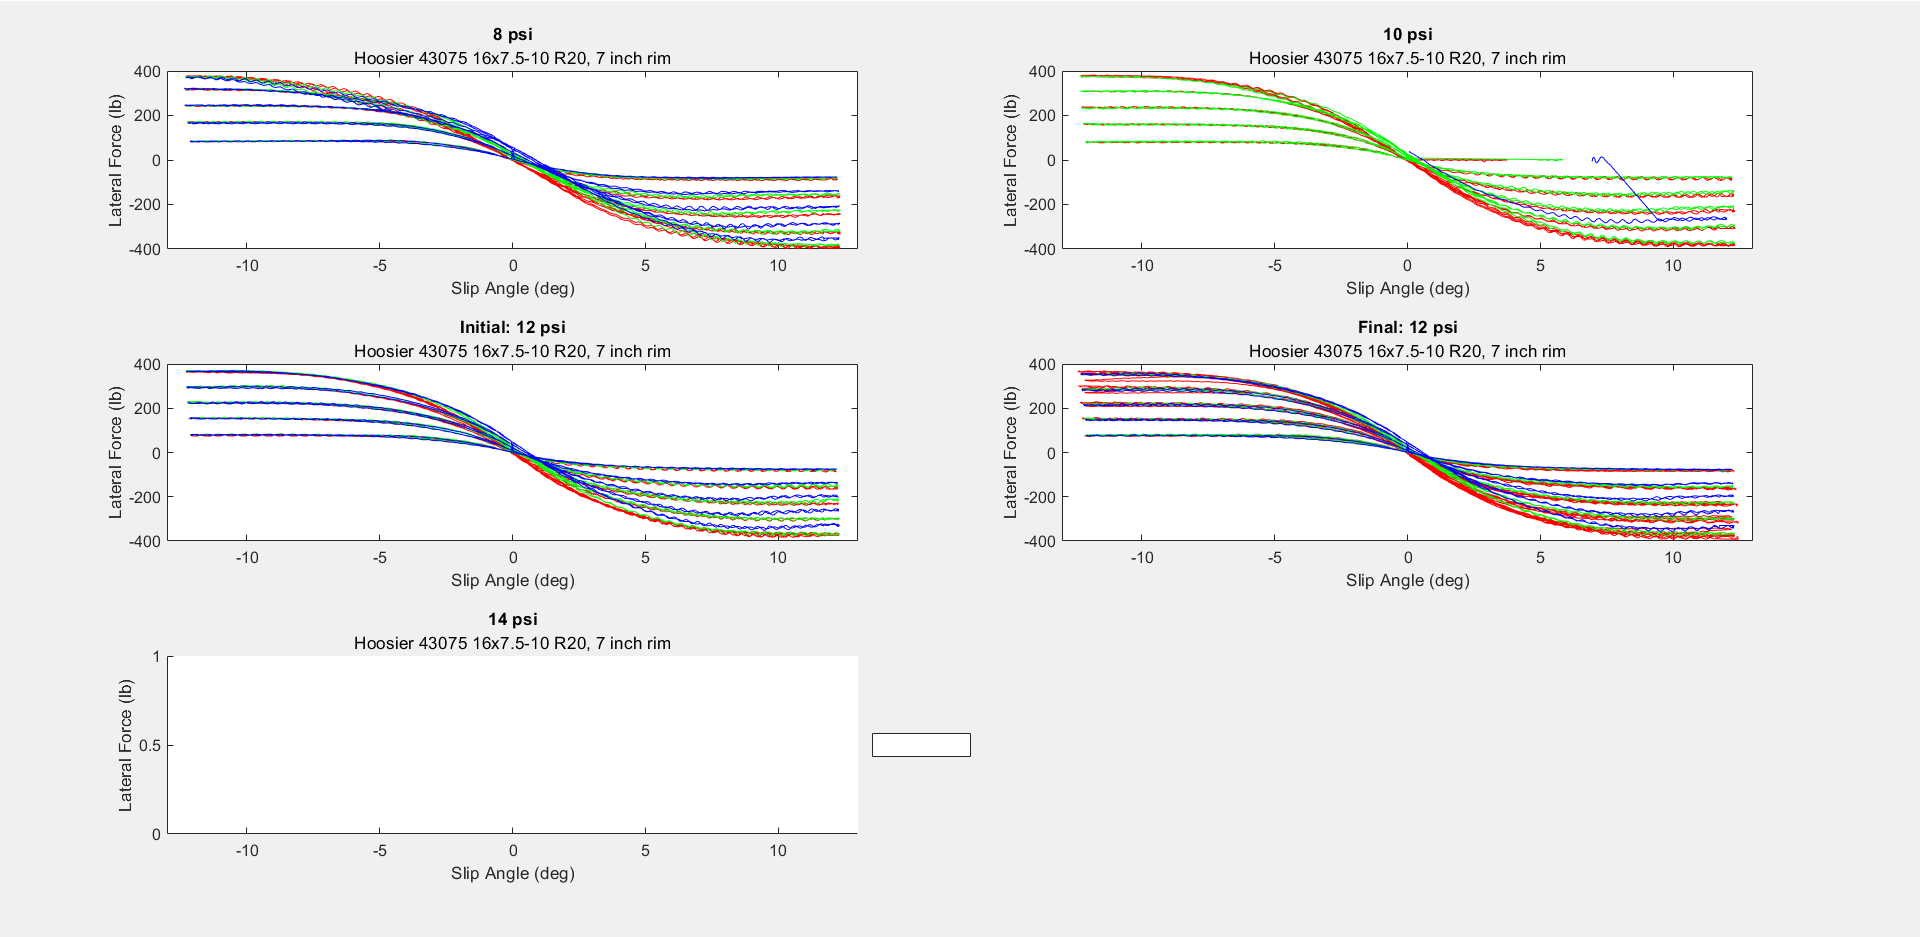 8 psi
Hoosier 43075 16x7.5-10 R20, 7 inch rim
400
200
0
-200
-400
Lateral Force (lb)
-10
-5
0
5
10
Slip Angle (deg)
10 psi
Hoosier 43075 16x7.5-10 R20, 7 inch rim
400
200
0
-200
-400
Lateral Force (lb)
-10
-5
0
5
10
Slip Angle (deg)
Initial: 12 psi
Hoosier 43075 16x7.5-10 R20, 7 inch rim
400
200
0
-200
-400
Lateral Force (lb)
-10
-5
0
5
10
Slip Angle (deg)
Final: 12 psi
Hoosier 43075 16x7.5-10 R20, 7 inch rim
400
200
0
-200
-400
Lateral Force (lb)
-10
-5
0
5
10
Slip Angle (deg)
14 psi
Hoosier 43075 16x7.5-10 R20, 7 inch rim
1
0.5
0
Lateral Force (lb)
-10
-5
0
5
10
Slip Angle (deg)